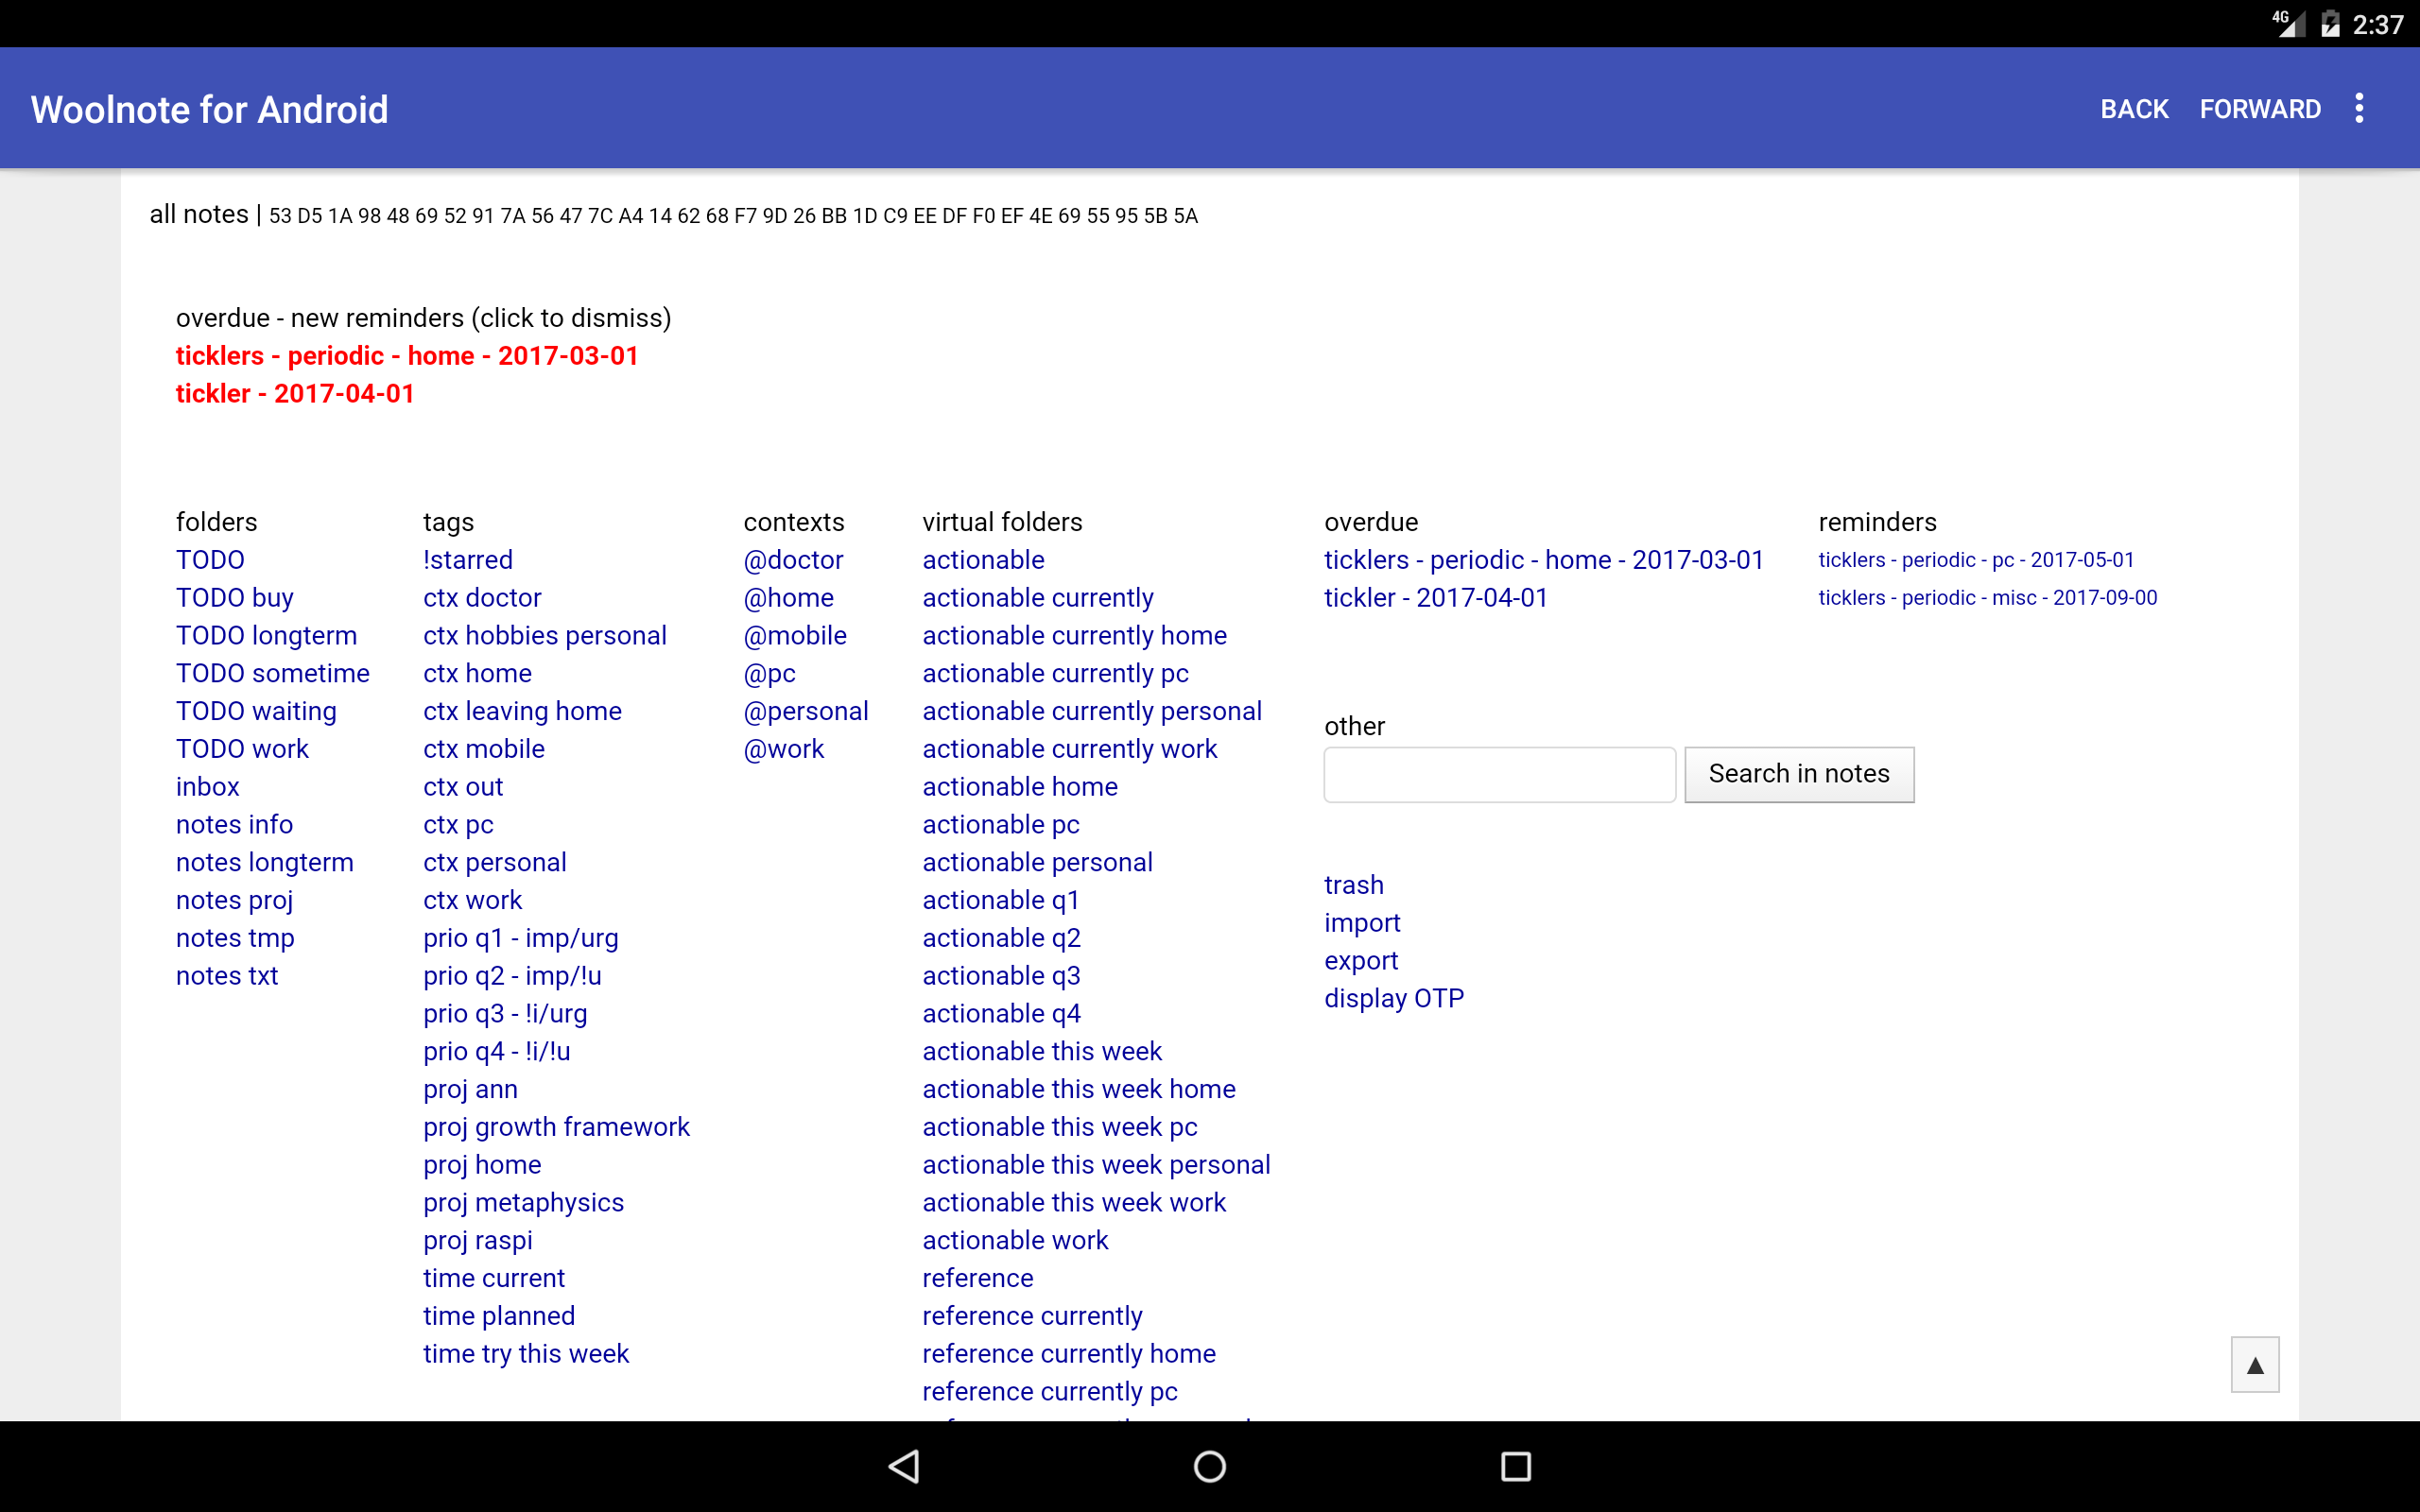 4G 2:37
Woolnote for Android BACK FORWARD
all notes | 53 D5 1A 98 48 69 52 91 7A 56 47 7C A4 14 62 68 F7 9D 26 BB 1D C9 EE DF F0 EF 4E 69 55 95 5B 5A
overdue - new reminders (click to dismiss)
ticklers - periodic - home - 2017-03-01
tickler - 2017-04-01
folders
TODO
TODO buy
TODO longterm
TODO sometime
TODO waiting
TODO work
inbox
notes info
notes longterm
notes proj
notes tmp
notes txt
tags
!starred
ctx doctor
ctx hobbies personal
ctx home
ctx leaving home
ctx mobile
ctx out
ctx pc
ctx personal
ctx work
prio q1 - imp/urg
prio q2 - imp/!u
prio q3 - !i/urg
prio q4 - !i/!u
proj ann
proj growth framework
proj home
proj metaphysics
proj raspi
time current
time planned
time try this week
contexts
@doctor
@home
@mobile
@pc
@personal
@work
virtual folders
actionable
actionable currently
actionable currently home
actionable currently pc
actionable currently personal
actionable currently work
actionable home
actionable pc
actionable personal
actionable q1
actionable q2
actionable q3
actionable q4
actionable this week
actionable this week home
actionable this week pc
actionable this week personal
actionable this week work
actionable work
reference
reference currently
reference currently home
reference currently pc
overdue
ticklers - periodic - home - 2017-03-01
tickler - 2017-04-01
reminders
ticklers - periodic - pc - 2017-05-01
ticklers - periodic - misc - 2017-09-00
other
Search in notes
trash
import
export
display OTP
▲